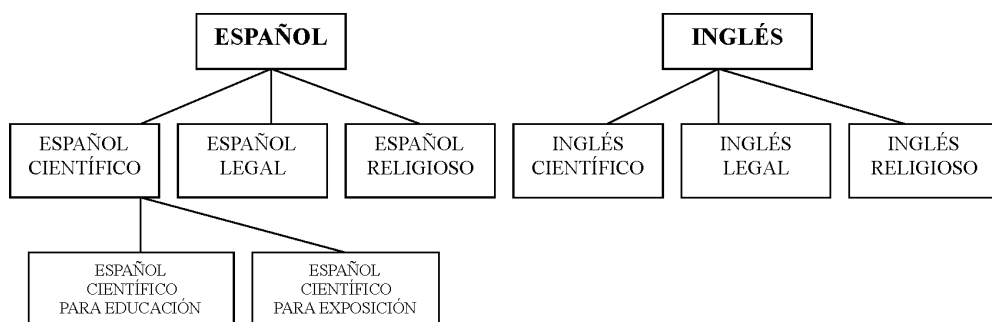 ESPAÑOL
INGLÉS
ESPAÑOL
CIENTÍFICO
ESPAÑOL
LEGAL
ESPAÑOL
RELIGIOSO
INGLÉS
CIENTÍFICO
INGLÉS
LEGAL
INGLÉS
RELIGIOSO
ESPAÑOL
CIENTÍFICO
PARA EDUCACIÓN
ESPAÑOL
CIENTÍFICO
PARA EXPOSICIÓN